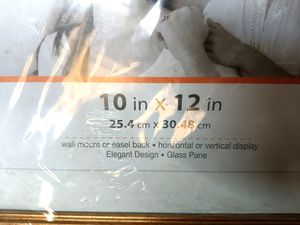 10 in x 12 in
25.4 cm x 30.48 cm
wall mount or easel back • horizontal or vertical display
Elegant Design • Glass Pane